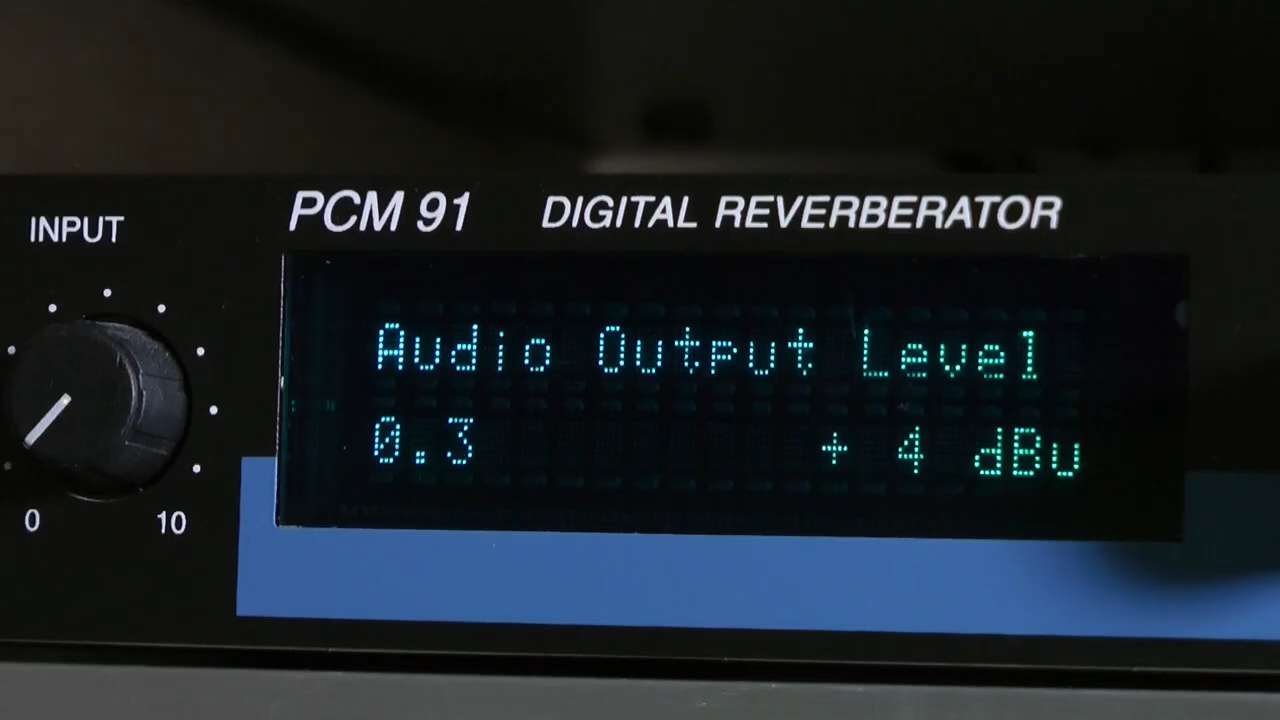 PCM 91 DIGITAL REVERBERATOR
INPUT
Audio Output Level
0.3 + 4 dBu
0 10